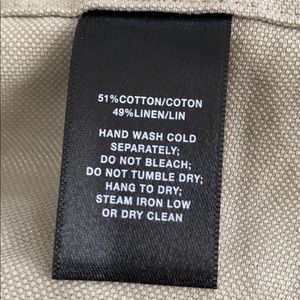 51%COTTON/COTON
49%LINEN/LIN
HAND WASH COLD
SEPARATELY;
DO NOT BLEACH;
DO NOT TUMBLE DRY;
HANG TO DRY;
STEAM IRON LOW
OR DRY CLEAN